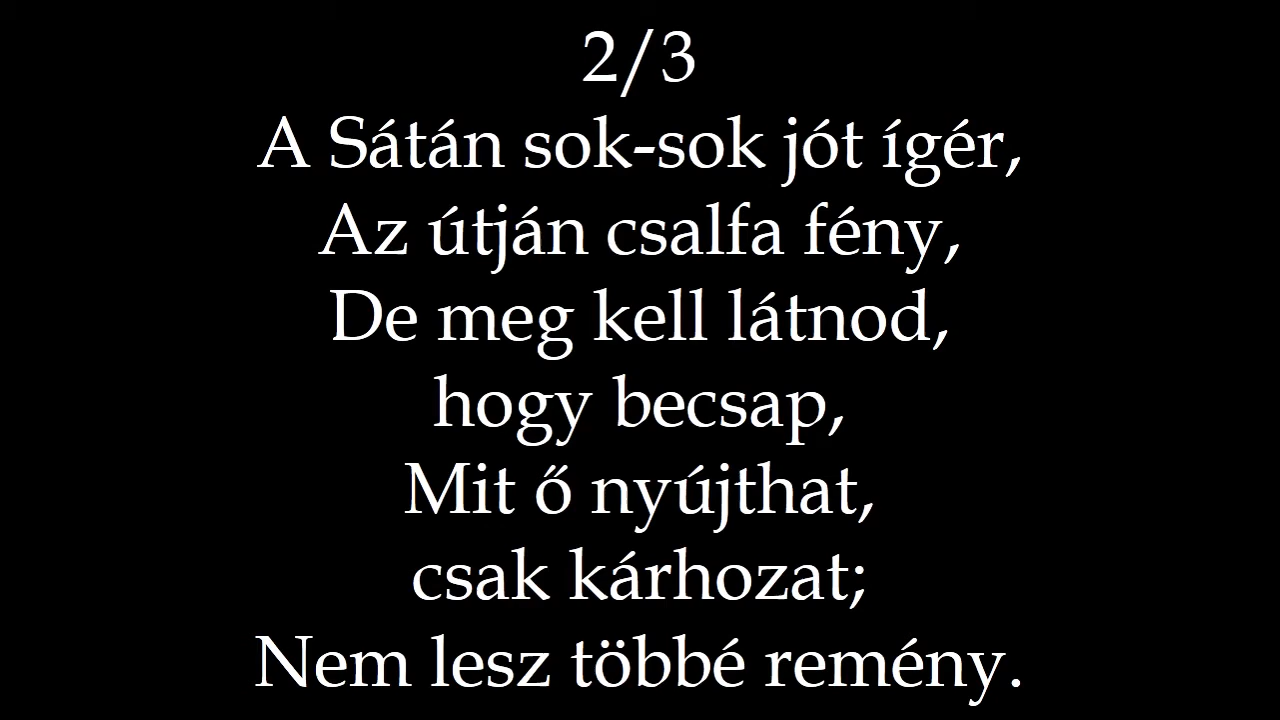 2/3
A Sátán sok-sok jót ígér,
Az útján csalfa fény,
De meg kell látnod,
hogy becsap,
Mit ő nyújthat,
csak kárhozat;
Nem lesz többé remény.